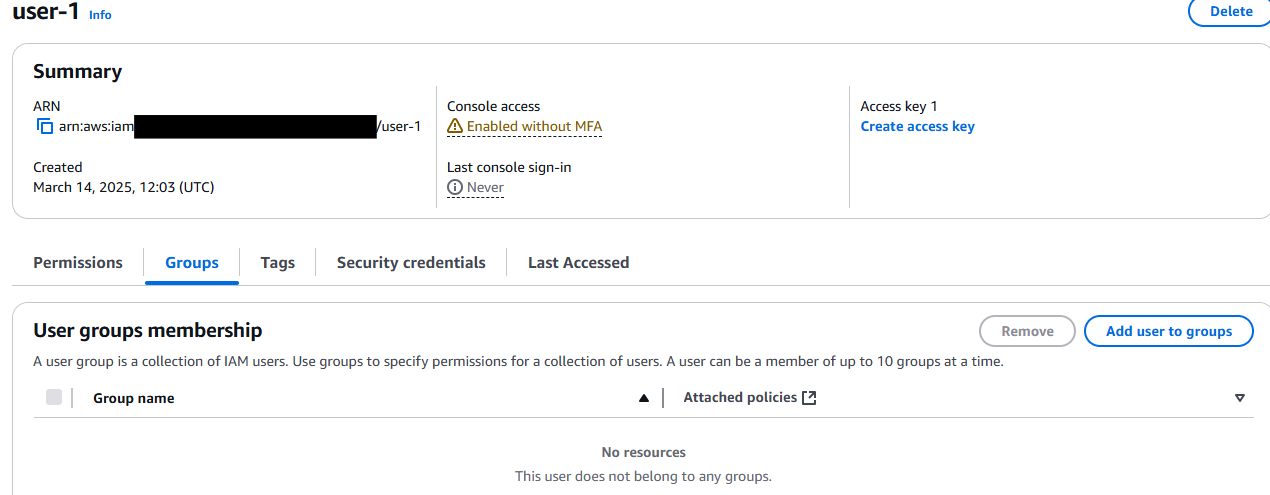 user-1 Info Delete
Summary
ARN Console access Access key 1
arn:aws:iam /user-1 Enabled without MFA Create access key
Created Last console sign-in
March 14, 2025, 12:03 (UTC) Never
Permissions Groups Tags Security credentials Last Accessed
User groups membership Remove Add user to groups
A user group is a collection of IAM users. Use groups to specify permissions for a collection of users. A user can be a member of up to 10 groups at a time.
Group name Attached policies
No resources
This user does not belong to any groups.